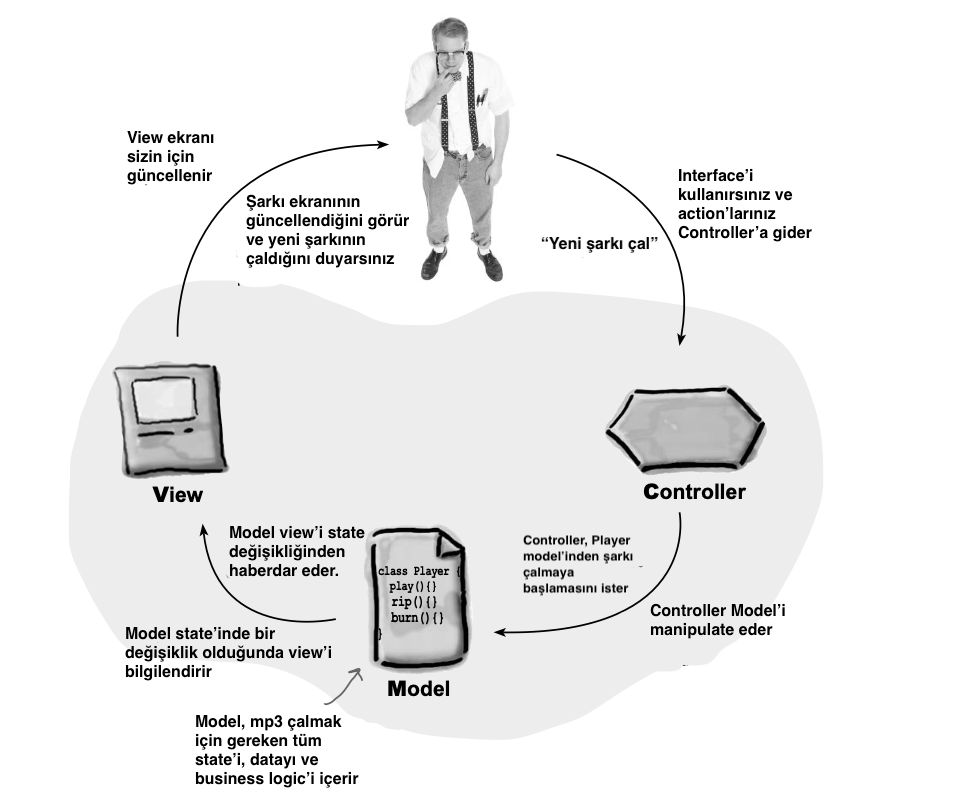 View ekranı
sizin için
güncellenir
Şarkı ekranının
güncellendiğini görür
ve yeni şarkının
çaldığını duyarsınız
“Yeni şarkı çal”
Interface’i
kullanırsınız ve
action’larınız
Controller’a gider
View
Controller
Model view’i state
değişikliğinden
haberdar eder.
class Player {
play(){}
rip(){}
burn(){}
}
Controller, Player
model’inden şarkı
çalmaya
başlamasını ister
Controller Model’i
manipulate eder
Model state’inde bir
değişiklik olduğunda view’i
bilgilendirir
Model
Model, mp3 çalmak
için gereken tüm
state’i, datayı ve
business logic’i içerir